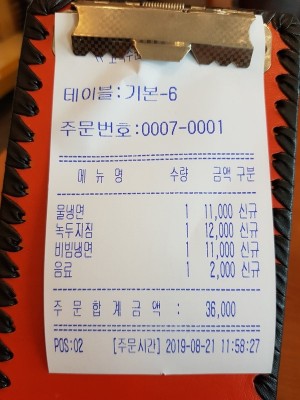 테이블:기본-6
주문번호:0007-0001
메 뉴 명 수량 금액 구분
물냉면 1 11,000 신규
녹두지짐 1 12,000 신규
비빔냉면 1 11,000 신규
음료 1 2,000 신규
주 문 합 계 금 액 : 36,000
POS:02 [주문시간] 2019-08-21 11:58:27